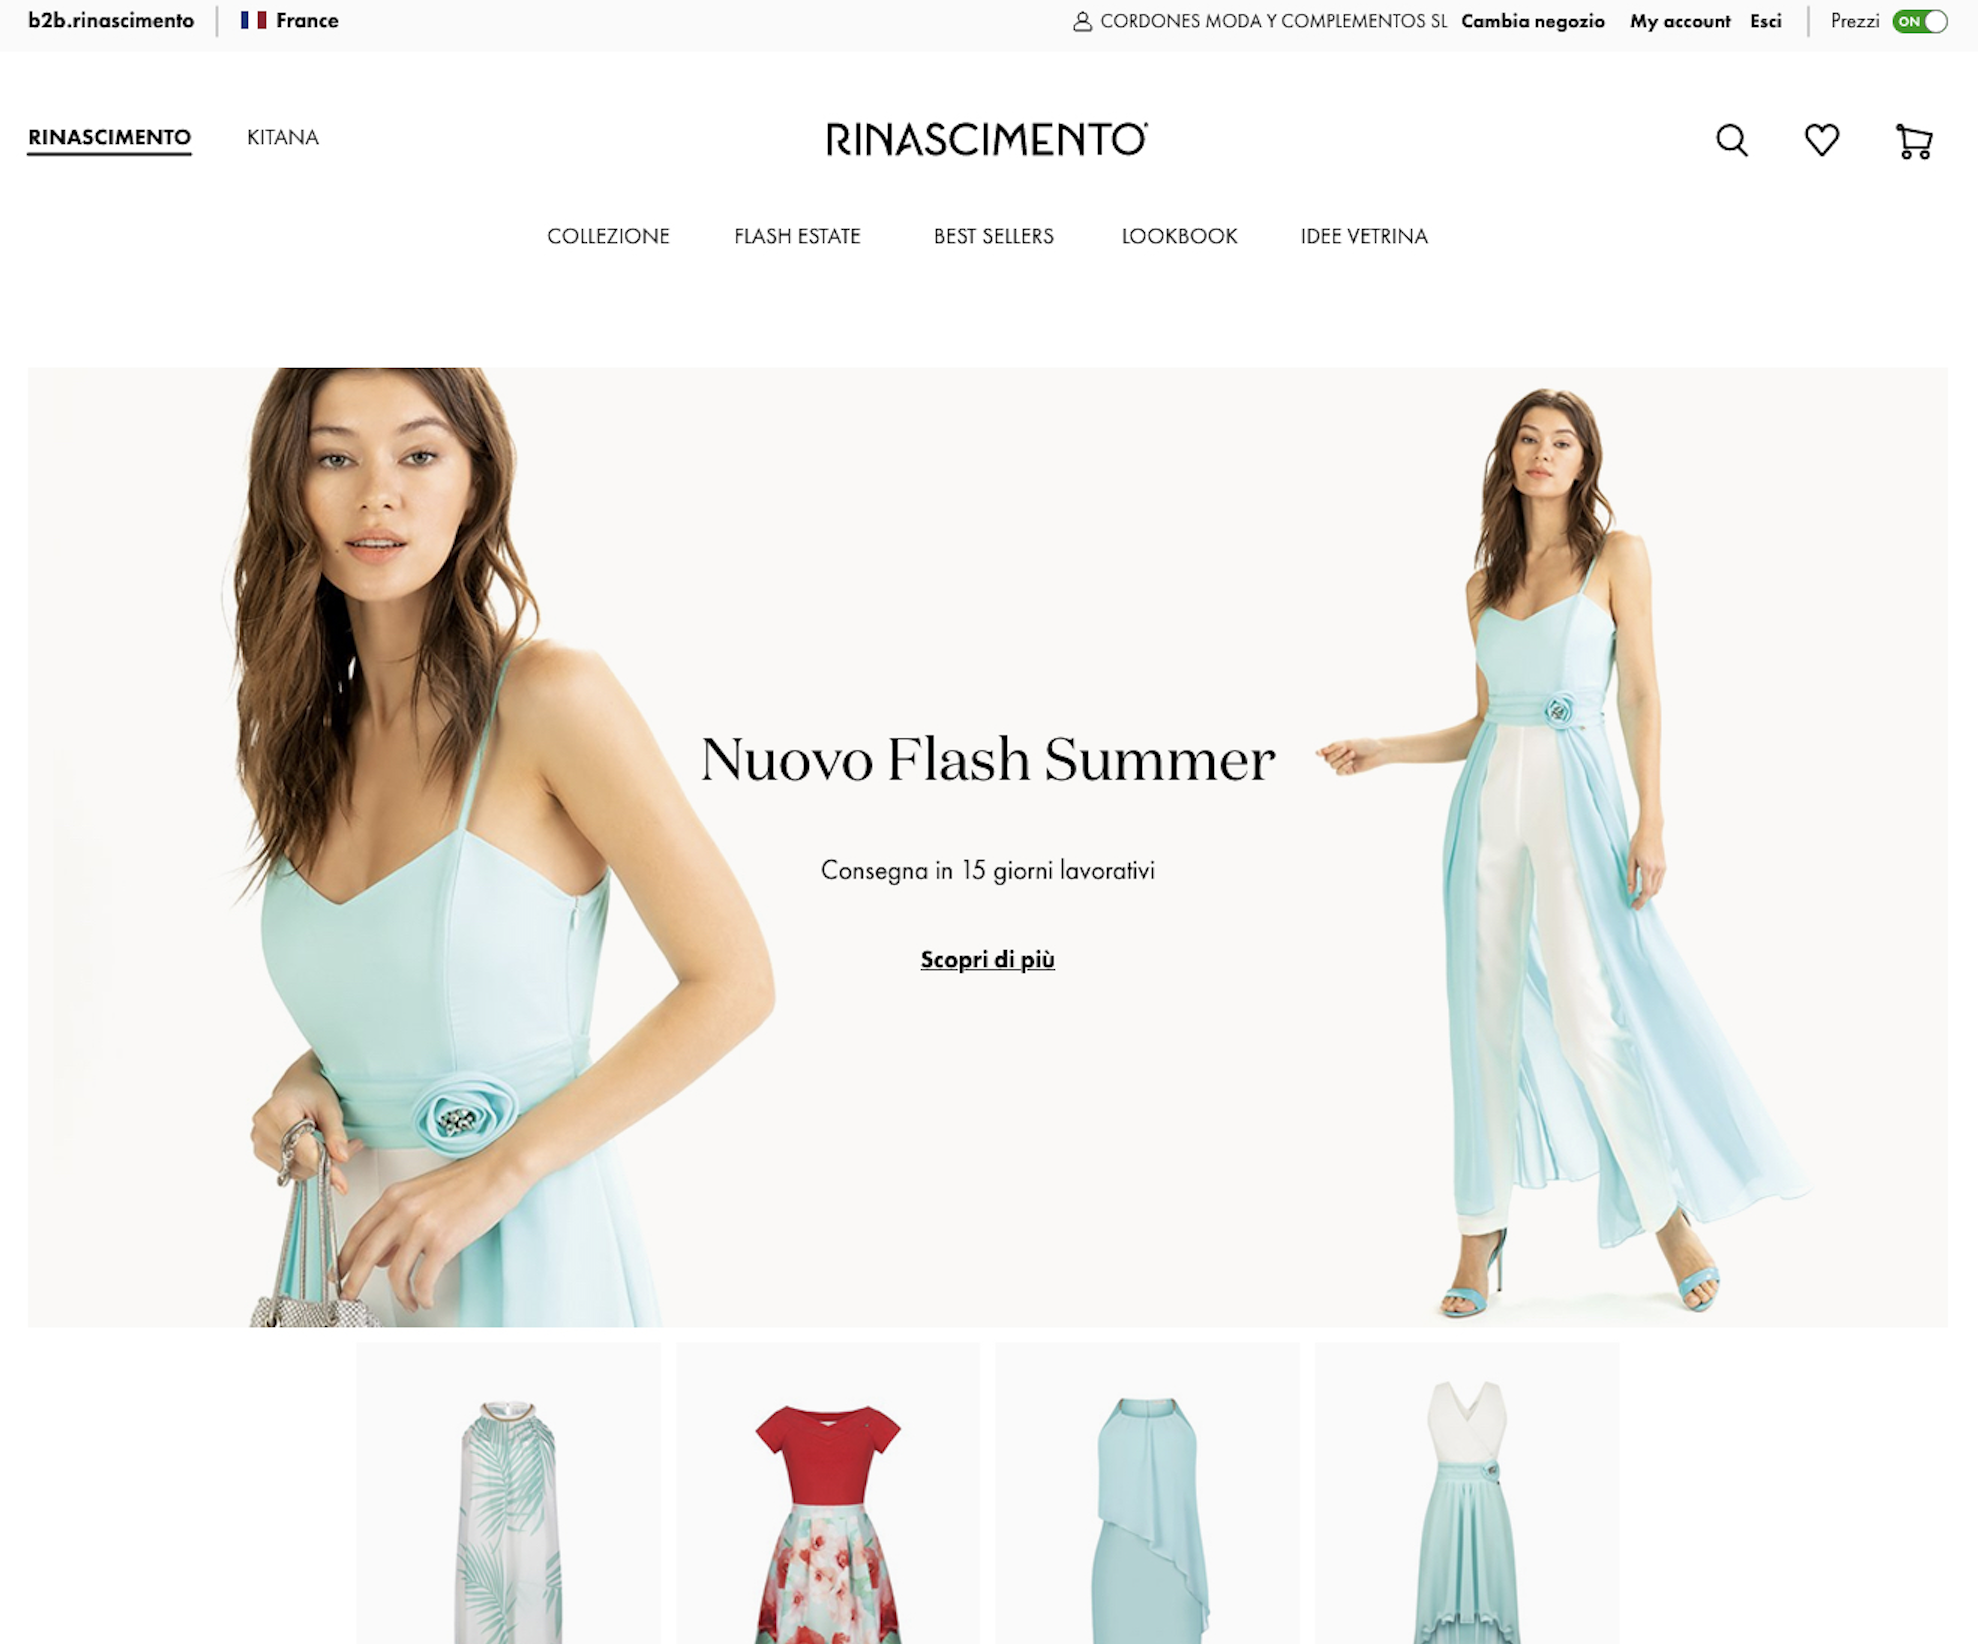 b2b.rinascimento France CORDONES MODA Y COMPLEMENTOS SL Cambia negozio My account Esci Prezzi ON
RINASCIMENTO KITANA RINASCIMENTO
COLLEZIONE FLASH ESTATE BEST SELLERS LOOKBOOK IDEE VETRINA
Nuovo Flash Summer
Consegna in 15 giorni lavorativi
Scopri di più